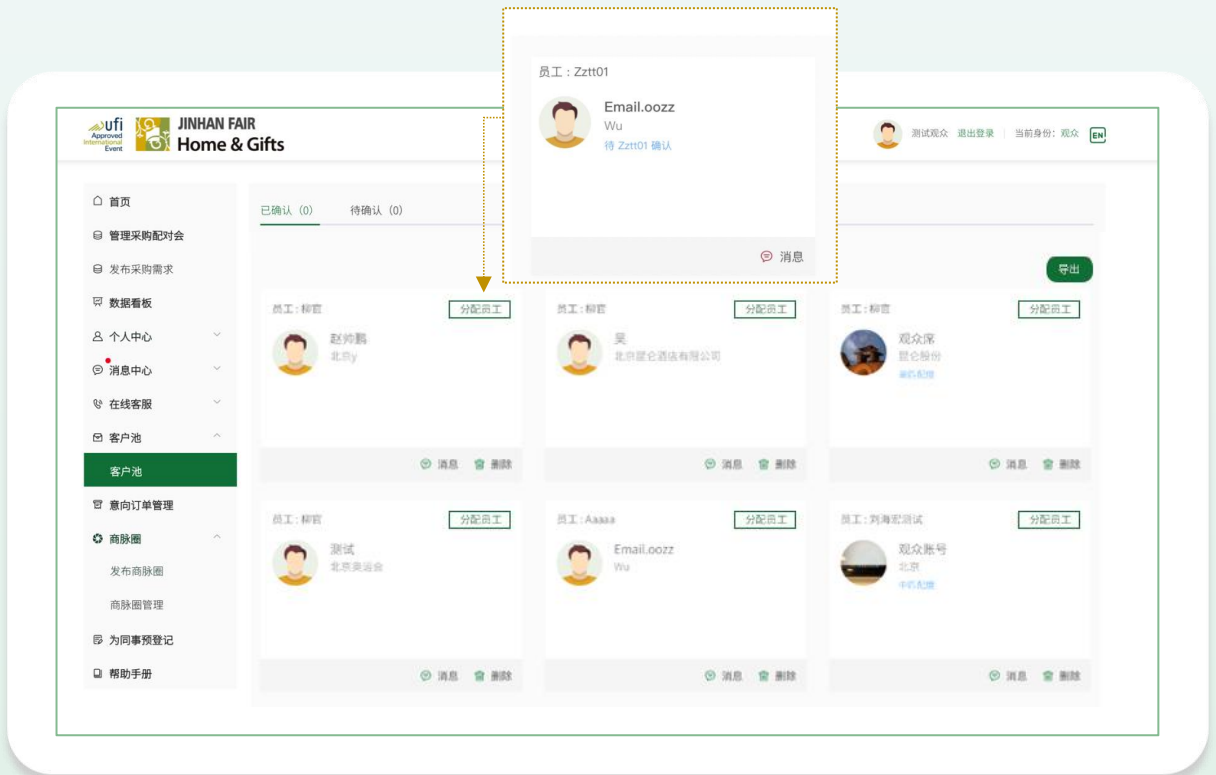 员工：Zztt01
Email.oozz
Wu
待 Zztt01 确认
消息
ufi
Approved
International
Event
JINHAN FAIR
Home & Gifts
测试观众 退出登录 当前身份：观众 EN
首页
管理采购配对会
发布采购需求
数据看板
个人中心
消息中心
在线客服
客户池
客户池
意向订单管理
商脉圈
发布商脉圈
商脉圈管理
为同事预登记
帮助手册
已确认（0） 待确认（0）
导出
员工：柳官 分配员工
赵帅鹏
北京y
消息 删除
员工：柳官 分配员工
吴
北京昆仑酒店有限公司
消息 删除
员工：柳官 分配员工
观众席
昆仑股份
消息 删除
员工：柳官 分配员工
测试
北京奥运会
消息 删除
员工：Aaaaa 分配员工
Email.oozz
Wu
消息 删除
员工：刘海宏测试 分配员工
观众账号
北京
消息 删除